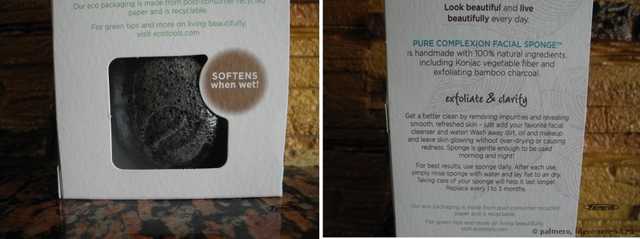 Our eco packaging is made from post-consumer recycled
paper and is recyclable.
For green tips and more on living beautifully,
visit ecotools.com
SOFTENS
when wet!
Look beautiful and live
beautifully every day.
PURE COMPLEXION FACIAL SPONGE™
is handmade with 100% natural ingredients,
including Konjac vegetable fiber and
exfoliating bamboo charcoal.
exfoliate & clarify
Get a better clean by removing impurities and revealing
smooth, refreshed skin – just add your favorite facial
cleanser and water! Wash away dirt, oil and makeup
and leave skin glowing without over-drying or causing
redness. Sponge is gentle enough to be used
morning and night!
For best results, use sponge daily. After each use,
simply rinse sponge with water and lay flat to air dry.
Taking care of your sponge will help it last longer.
Replace every 1 to 3 months.
Our eco packaging is made from post-consumer recycled
paper and is recyclable.
For green tips and more on living beautifully,
visit ecotools.com
© palmero,